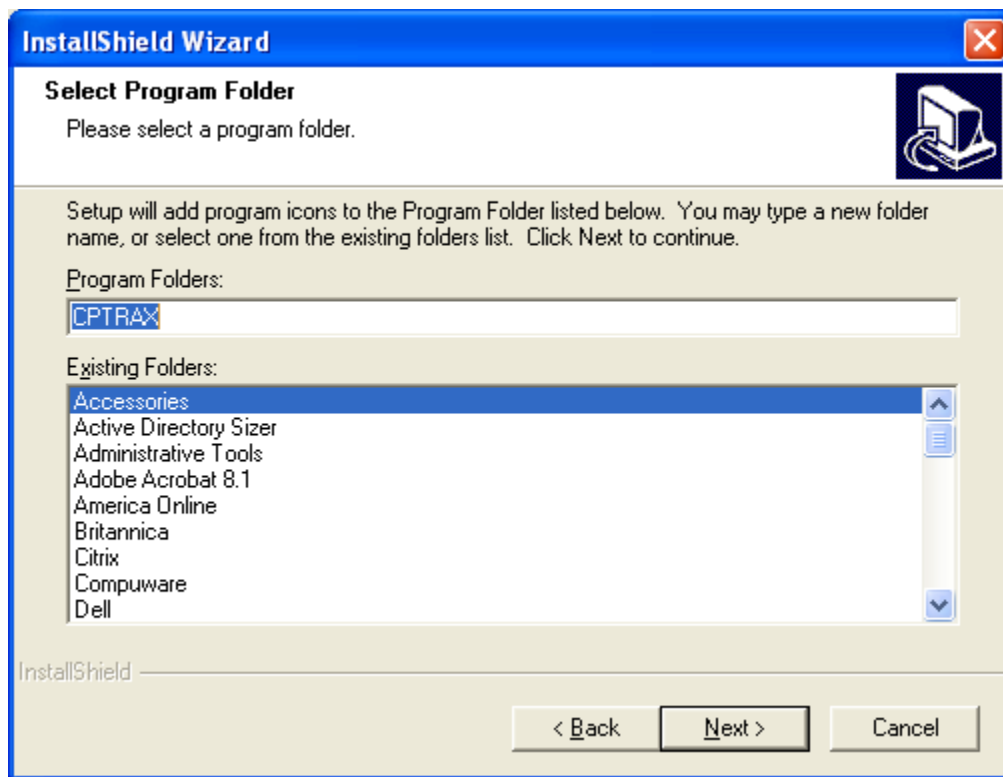 InstallShield Wizard
Select Program Folder
Please select a program folder.
Setup will add program icons to the Program Folder listed below. You may type a new folder
name, or select one from the existing folders list. Click Next to continue.
Program Folders:
CPTRAX
Existing Folders:
Accessories
Active Directory Sizer
Administrative Tools
Adobe Acrobat 8.1
America Online
Britannica
Citrix
Compuware
Dell
InstallShield
< Back Next > Cancel